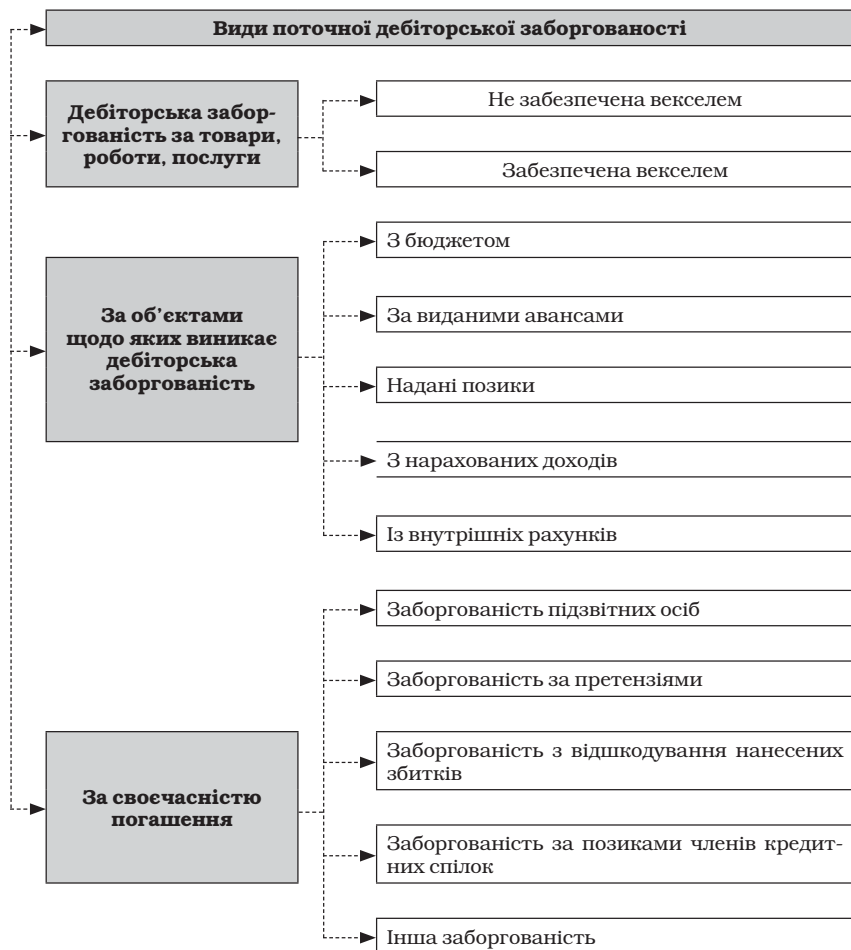 Види поточної дебіторської заборгованості
Дебіторська забор-
гованість за товари,
роботи, послуги
Не забезпечена векселем
Забезпечена векселем
За об’єктами
щодо яких виникає
дебіторська
заборгованість
З бюджетом
За виданими авансами
Надані позики
З нарахованих доходів
Із внутрішніх рахунків
За своєчасністю
погашення
Заборгованість підзвітних осіб
Заборгованість за претензіями
Заборгованість з відшкодування нанесених
збитків
Заборгованість за позиками членів кредит-
них спілок
Інша заборгованість